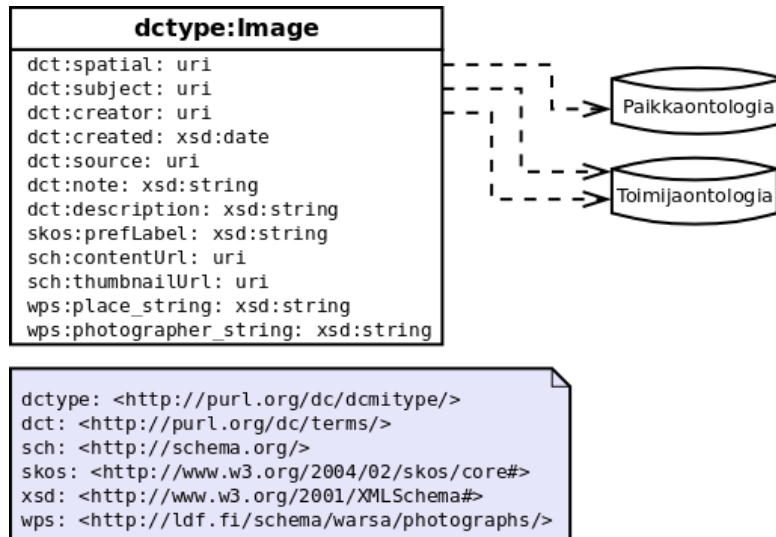 dctype:Image
dct:spatial: uri
dct:subject: uri
dct:creator: uri
dct:created: xsd:date
dct:source: uri
dct:note: xsd:string
dct:description: xsd:string
skos:prefLabel: xsd:string
sch:contentUrl: uri
sch:thumbnailUrl: uri
wps:place_string: xsd:string
wps:photographer_string: xsd:string
Paikkaontologia
Toimijaontologia
dctype: <http://purl.org/dc/dcmitype/>
dct: <http://purl.org/dc/terms/>
sch: <http://schema.org/>
skos: <http://www.w3.org/2004/02/skos/core#>
xsd: <http://www.w3.org/2001/XMLSchema#>
wps: <http://ldf.fi/schema/warsa/photographs/>